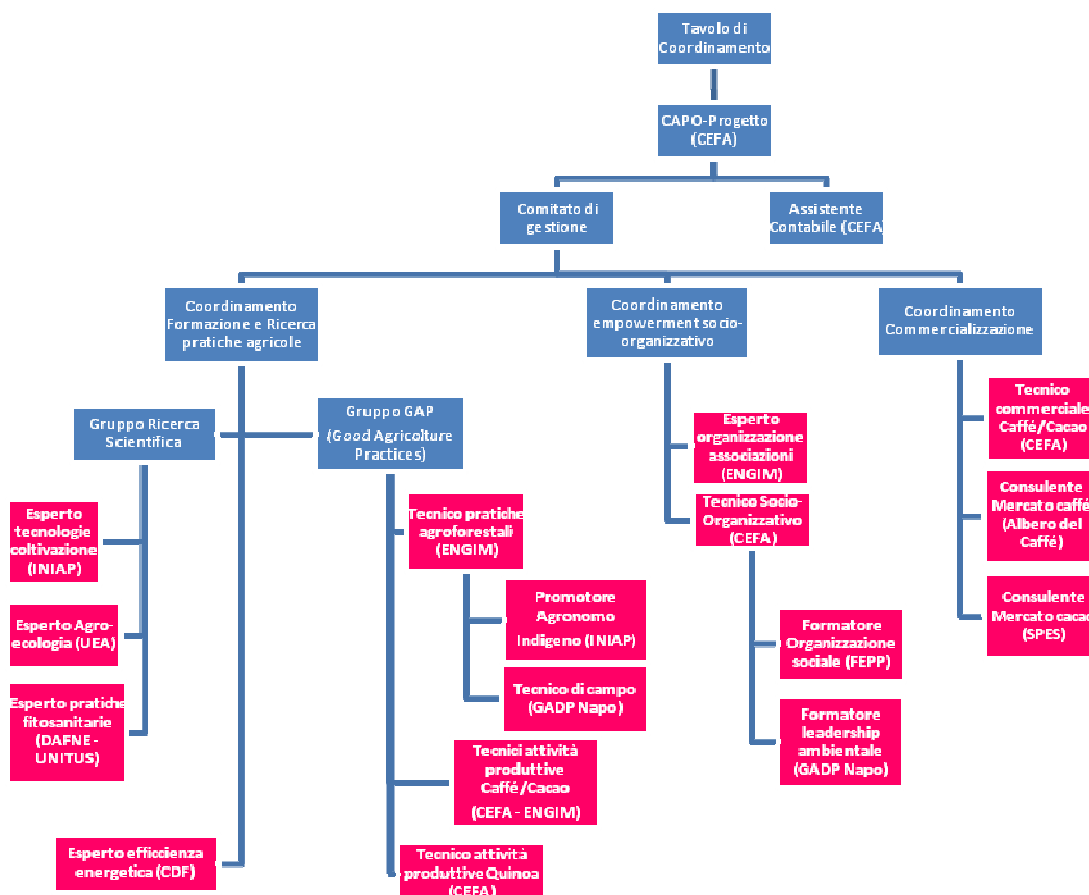 Tavolo di
Coordinamento
CAPO-Progetto
(CEFA)
Comitato di
gestione
Assistente
Contabile (CEFA)
Coordinamento
Formazione e Ricerca
pratiche agricole
Coordinamento
empowerment socio-
organizzativo
Coordinamento
Commercializzazione
Gruppo Ricerca
Scientifica
Gruppo GAP
(Good Agricolture
Practices)
Esperto
tecnologie
coltivazione
(INIAP)
Esperto Agro-
ecologia (UEA)
Esperto pratiche
fitosanitarie
(DAFNE -
UNITUS)
Esperto efficienza
energetica (CDF)
Tecnico pratiche
agroforestali
(ENGIM)
Promotore
Agronomo
Indigeno (INIAP)
Tecnico di campo
(GADP Napo)
Tecnici attività
produttive
Caffé/Cacao
(CEFA - ENGIM)
Tecnico attività
produttive Quinoa
(CEFA)
Esperto
organizzazione
associazioni
(ENGIM)
Tecnico Socio-
Organizzativo
(CEFA)
Formatore
Organizzazione
sociale (FEPP)
Formatore
leadership
ambientale
(GADP Napo)
Tecnico
commerciale
Caffé/Cacao
(CEFA)
Consulente
Mercato caffé
(Albero del
Caffé)
Consulente
Mercato cacao
(SPES)